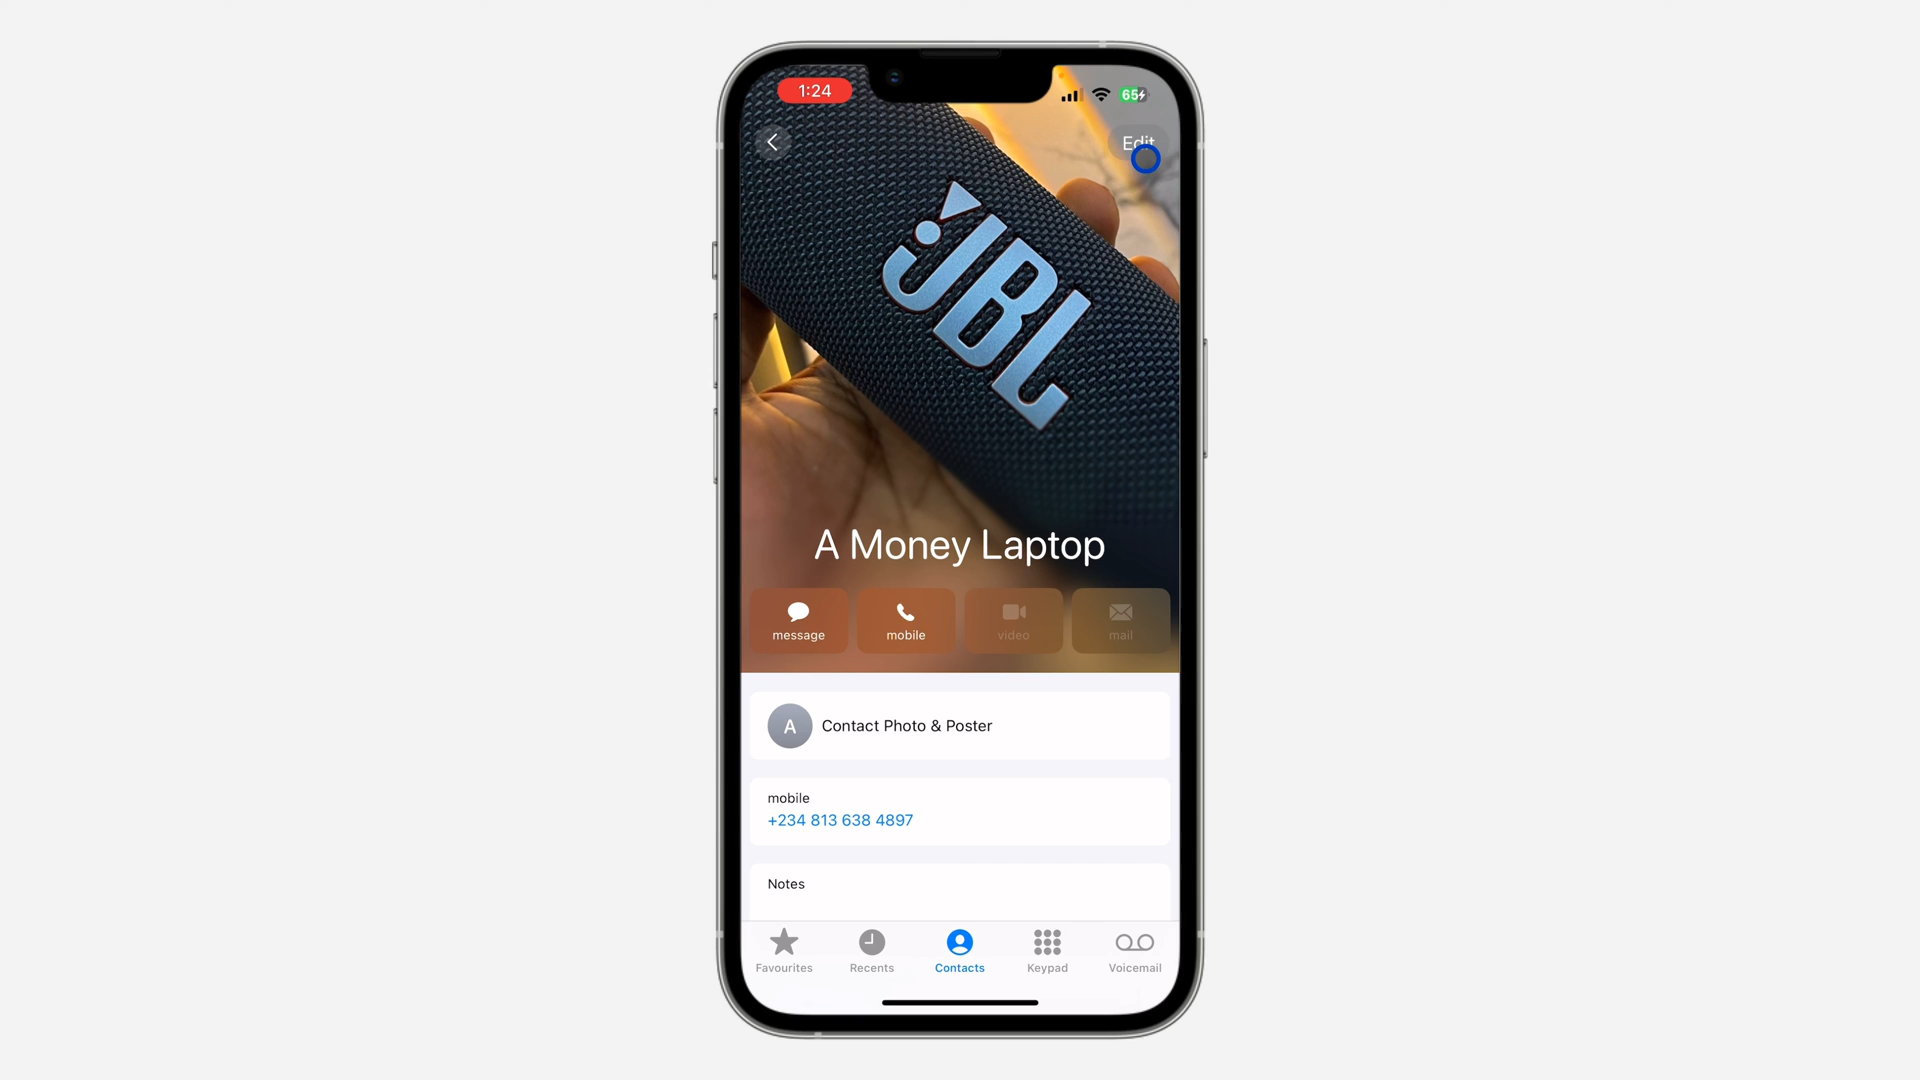 1:24
65
Edit
JBL
A Money Laptop
message
mobile
video
mail
A
Contact Photo & Poster
mobile
+234 813 638 4897
Notes
Favourites
Recents
Contacts
Keypad
Voicemail